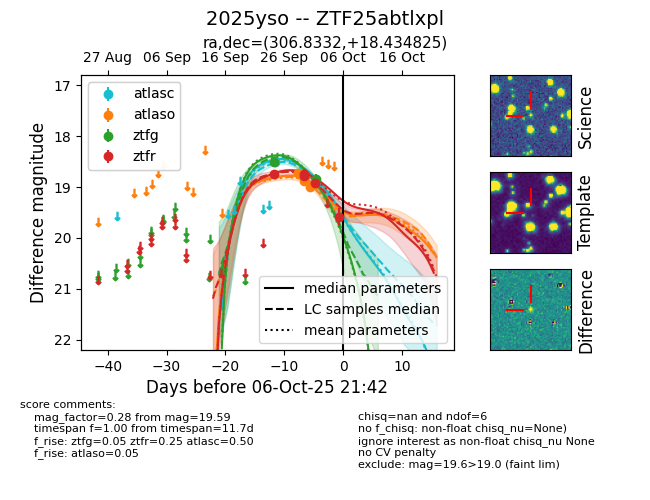 2025yso -- ZTF25abtlxpl
ra,dec=(306.8332,+18.434825)
27 Aug 06 Sep 16 Sep 26 Sep 06 Oct 16 Oct
17
18
19
20
21
22
Difference magnitude
atlasc
atlaso
ztfg
ztfr
median parameters
LC samples median
mean parameters
−40 −30 −20 −10 0 10
Days before 06-Oct-25 21:42
Science
Template
Difference
score comments:
mag_factor=0.28 from mag=19.59
timespan f=1.00 from timespan=11.7d
f_rise: ztfg=0.05 ztfr=0.25 atlasc=0.50
f_rise: atlaso=0.05
chisq=nan and ndof=6
no f_chisq: non-float chisq_nu=None)
ignore interest as non-float chisq_nu None
no CV penalty
exclude: mag=19.6>19.0 (faint lim)